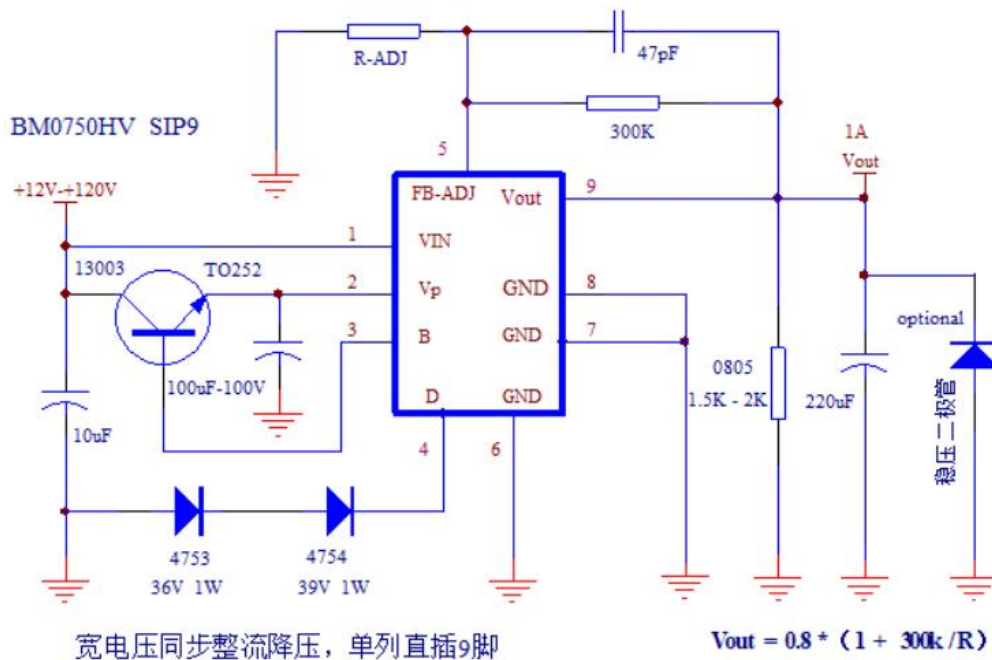 R-ADJ
47pF
300K
BM0750HV SIP9
5
1A
Vout
+12V-+120V
FB-ADJ
Vout
9
1
VIN
13003
TO252
2
Vp
GND
8
3
B
GND
7
optional
100uF-100V
0805
1.5K - 2K
D
GND
220uF
10uF
4
6
稳压二极管
4753
36V 1W
4754
39V 1W
宽电压同步整流降压，单列直插9脚
Vout = 0.8 * (1 + 300k /R)